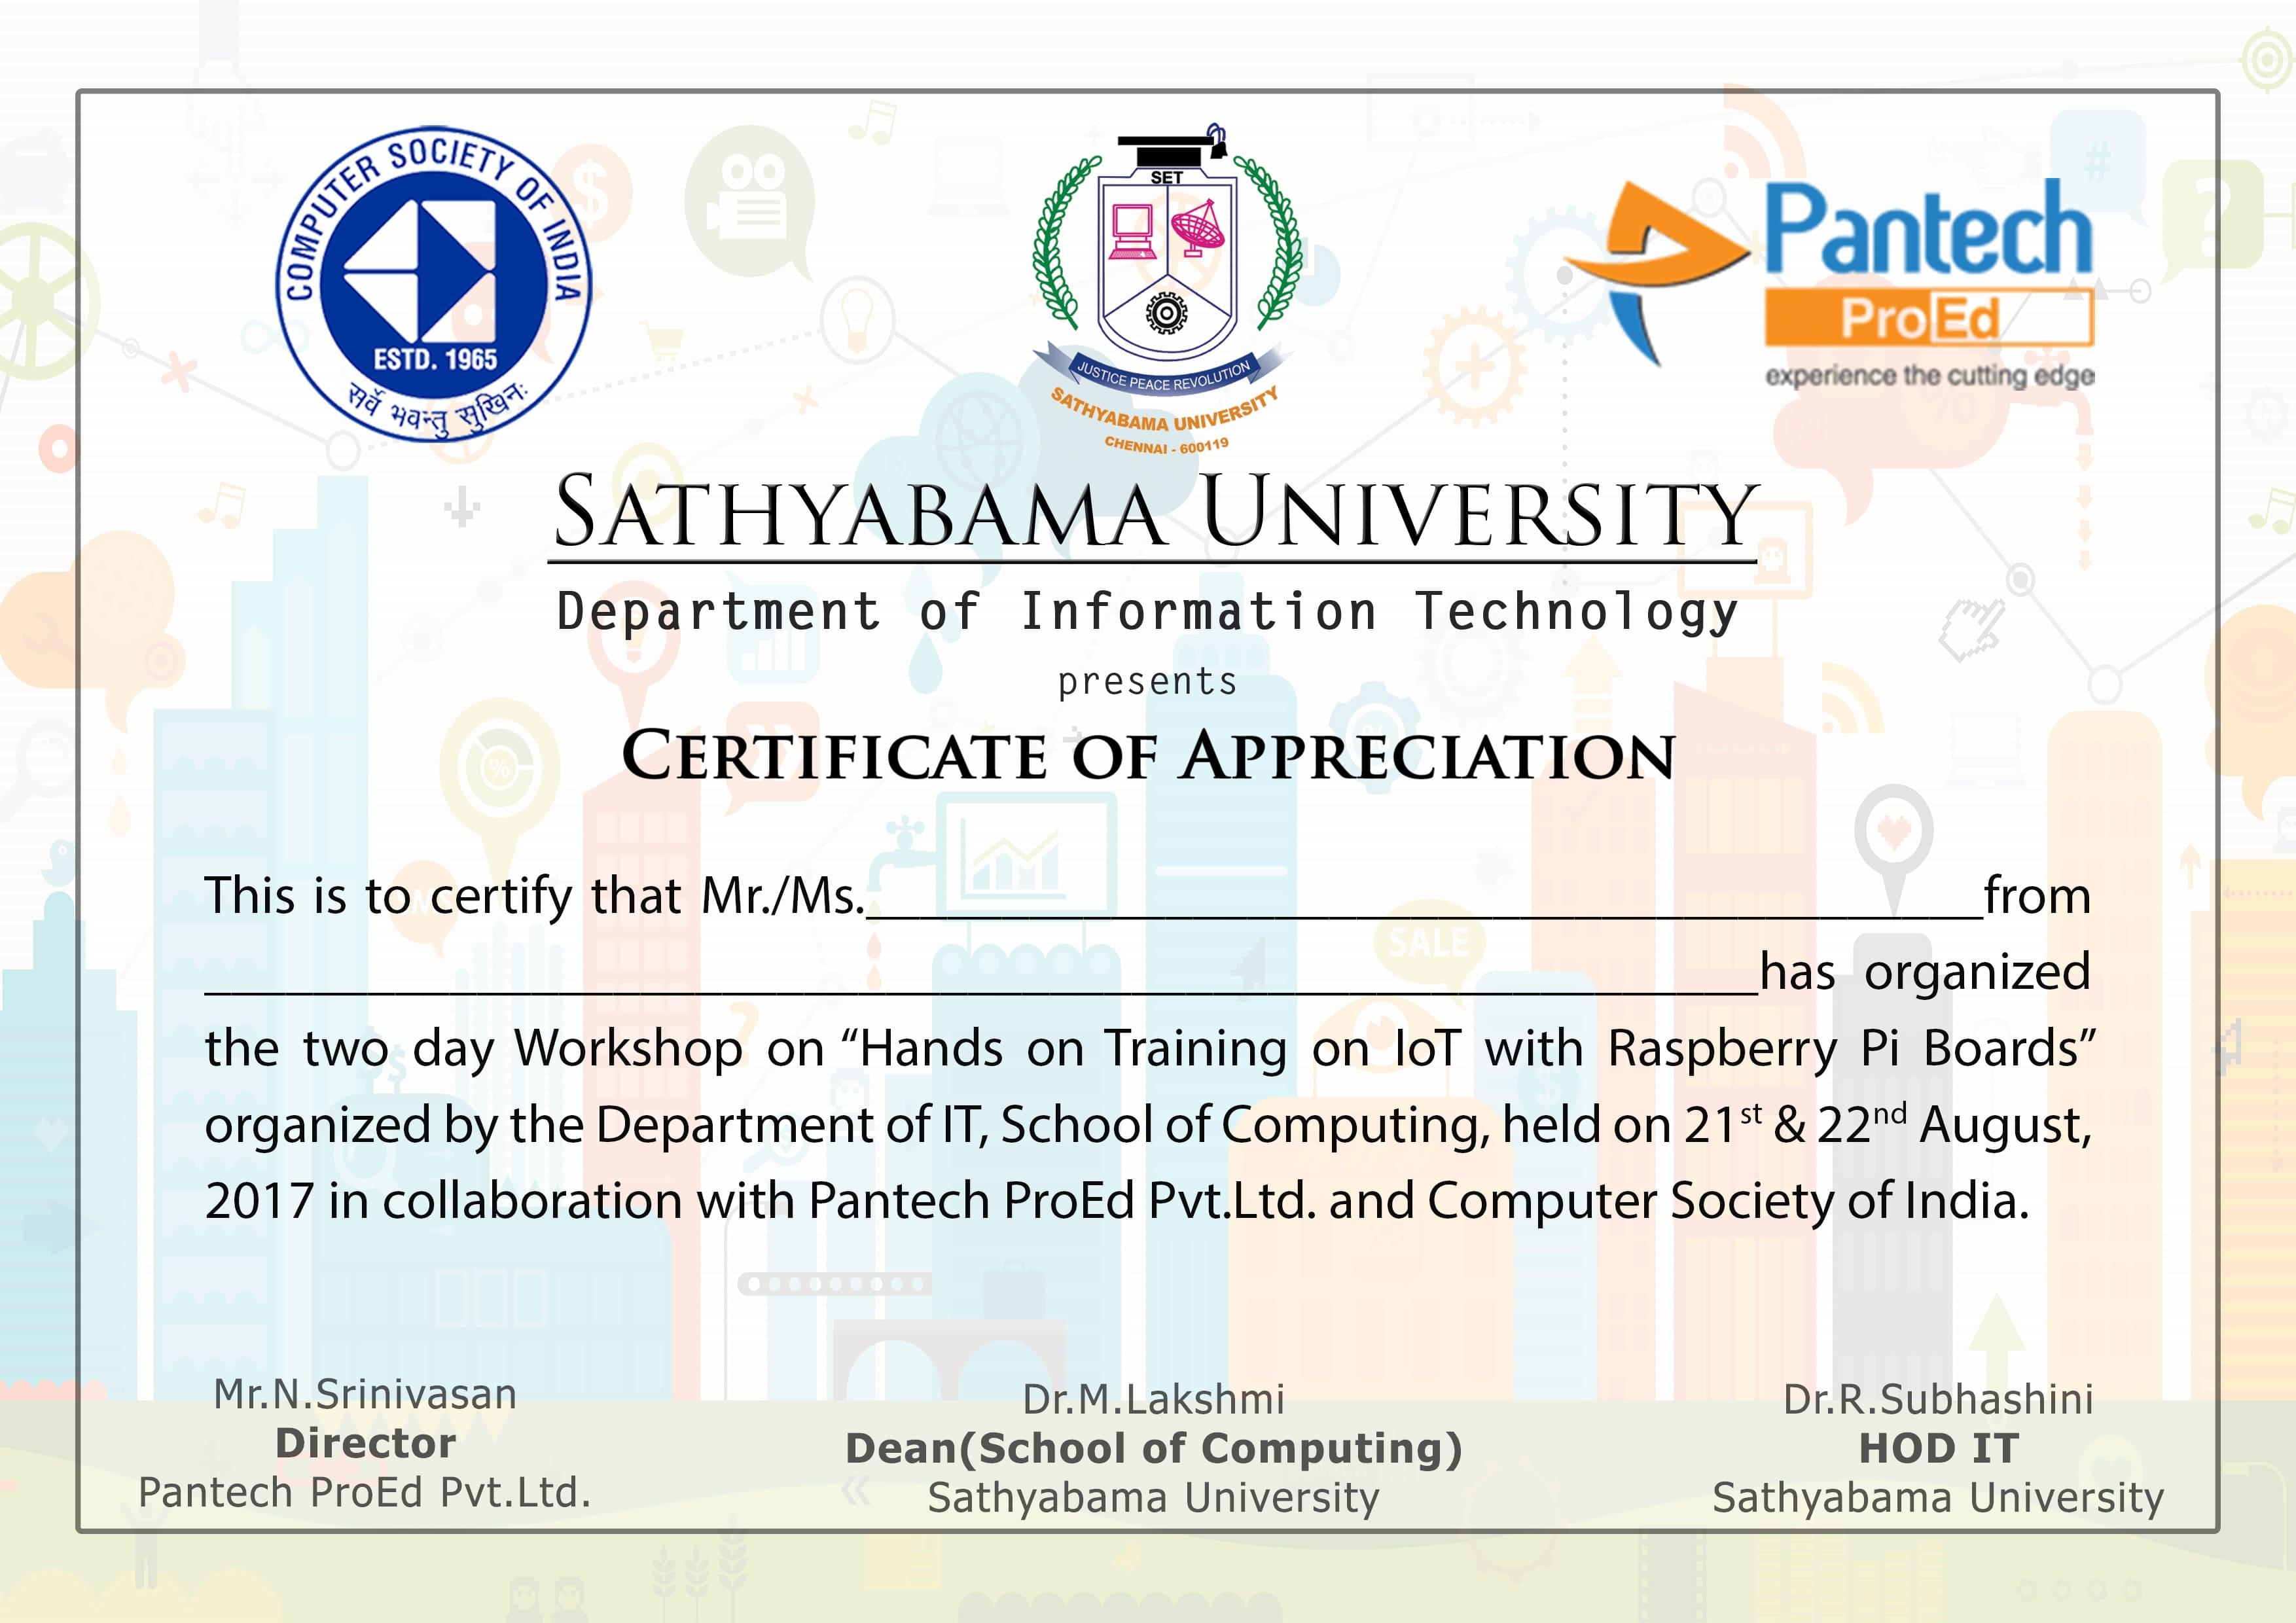 COMPUTER SOCIETY OF INDIA
ESTD. 1965
सर्वे भवन्तु सुखिनः
SET
JUSTICE PEACE REVOLUTION
SATHYABAMA UNIVERSITY
CHENNAI - 600119
Pantech
ProEd
experience the cutting edge
SATHYABAMA UNIVERSITY
Department of Information Technology
presents
CERTIFICATE OF APPRECIATION
This is to certify that Mr./Ms.________________________________________from
________________________________________________________has organized
the two day Workshop on “Hands on Training on IoT with Raspberry Pi Boards”
organized by the Department of IT, School of Computing, held on 21st & 22nd August,
2017 in collaboration with Pantech ProEd Pvt.Ltd. and Computer Society of India.
SALE
Mr.N.Srinivasan
Director
Pantech ProEd Pvt.Ltd.
Dr.M.Lakshmi
Dean(School of Computing)
Sathyabama University
Dr.R.Subhashini
HOD IT
Sathyabama University